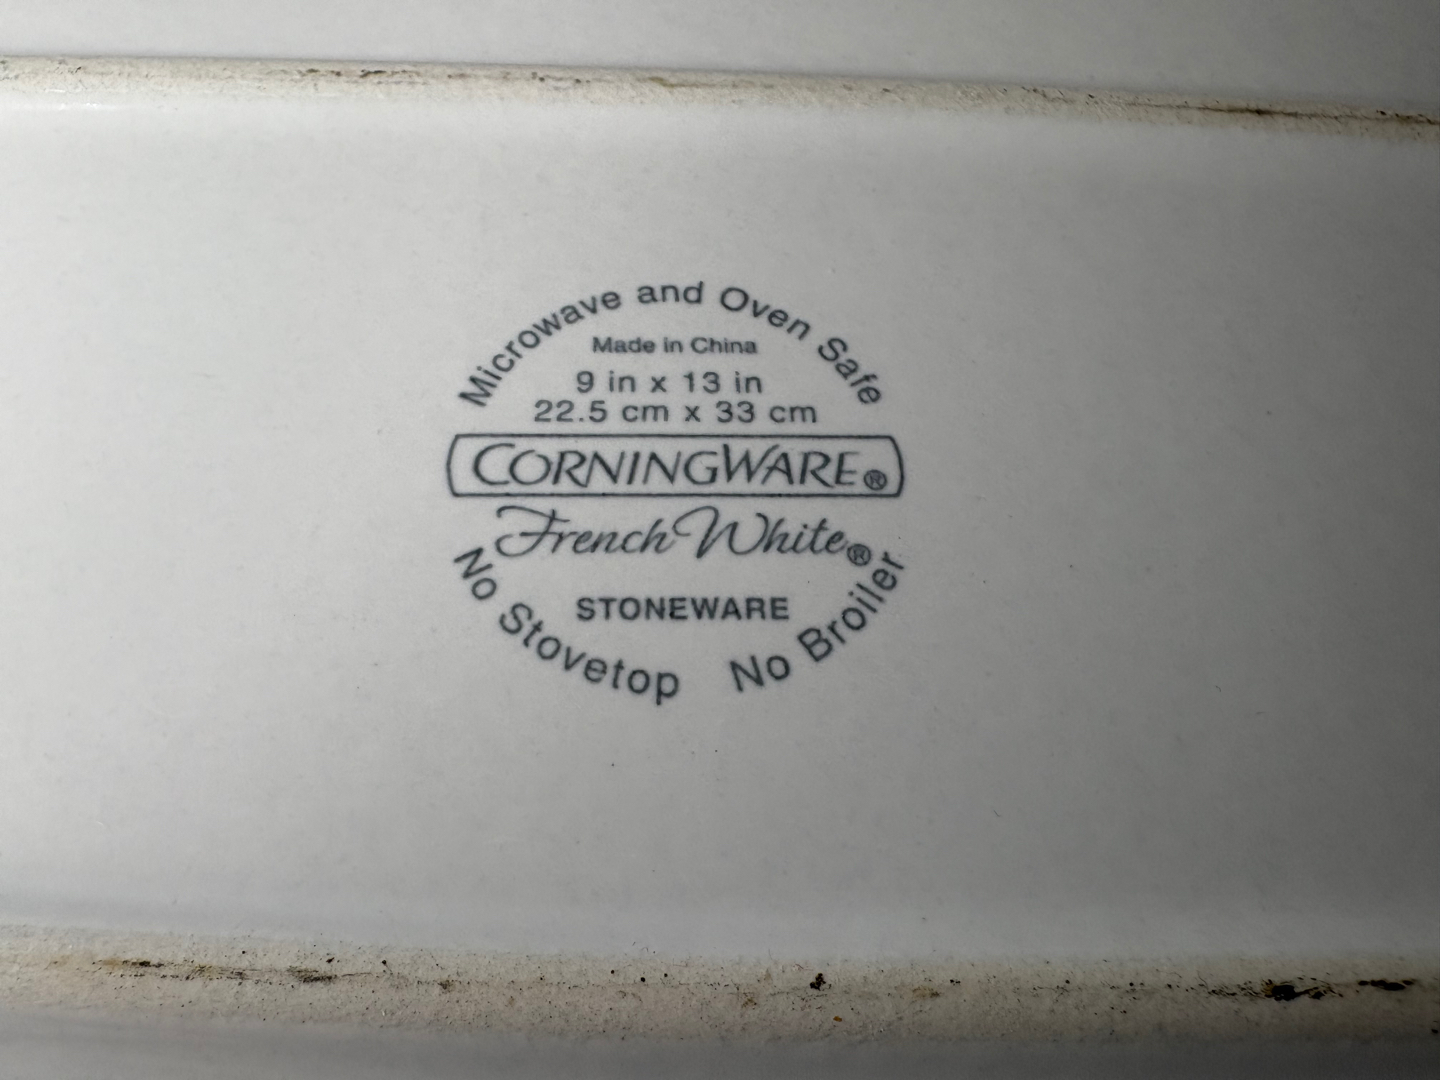 Microwave and Oven Safe
Made in China
9 in x 13 in
22.5 cm x 33 cm
CORNINGWARE®
French White®
STONEWARE
No Stovetop No Broiler